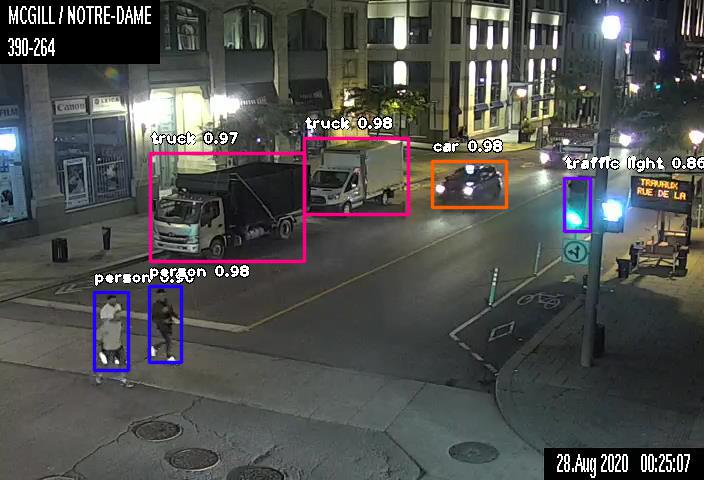 MCGILL / NOTRE-DAME
390-264
truck 0.97
truck 0.98
car 0.98
traffic light 0.86
Canon
TRAVAUX
RUE DE LA
person
person 0.98
28.Aug 2020 00:25:07